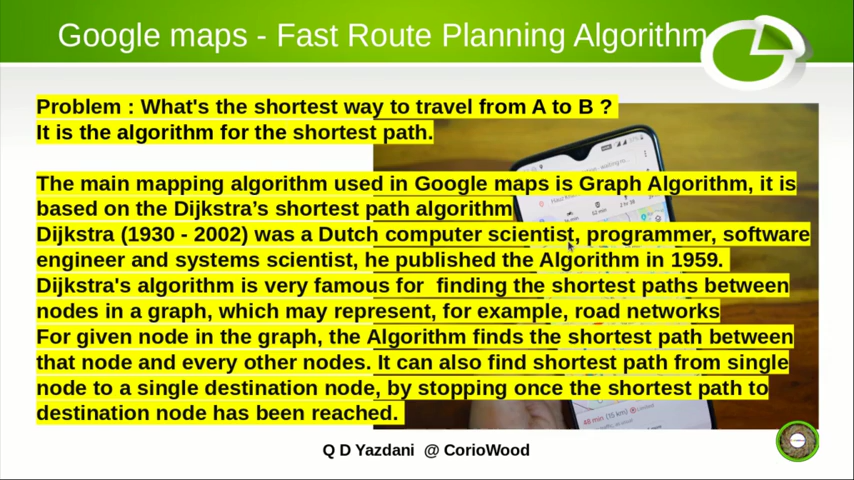 Google maps - Fast Route Planning Algorithm
Problem : What's the shortest way to travel from A to B ?
It is the algorithm for the shortest path.
The main mapping algorithm used in Google maps is Graph Algorithm, it is
based on the Dijkstra’s shortest path algorithm
Dijkstra (1930 - 2002) was a Dutch computer scientist, programmer, software
engineer and systems scientist, he published the Algorithm in 1959.
Dijkstra's algorithm is very famous for  finding the shortest paths between
nodes in a graph, which may represent, for example, road networks
For given node in the graph, the Algorithm finds the shortest path between
that node and every other nodes. It can also find shortest path from single
node to a single destination node, by stopping once the shortest path to
destination node has been reached.
48 min (15 km)
Q D Yazdani  @ CorioWood